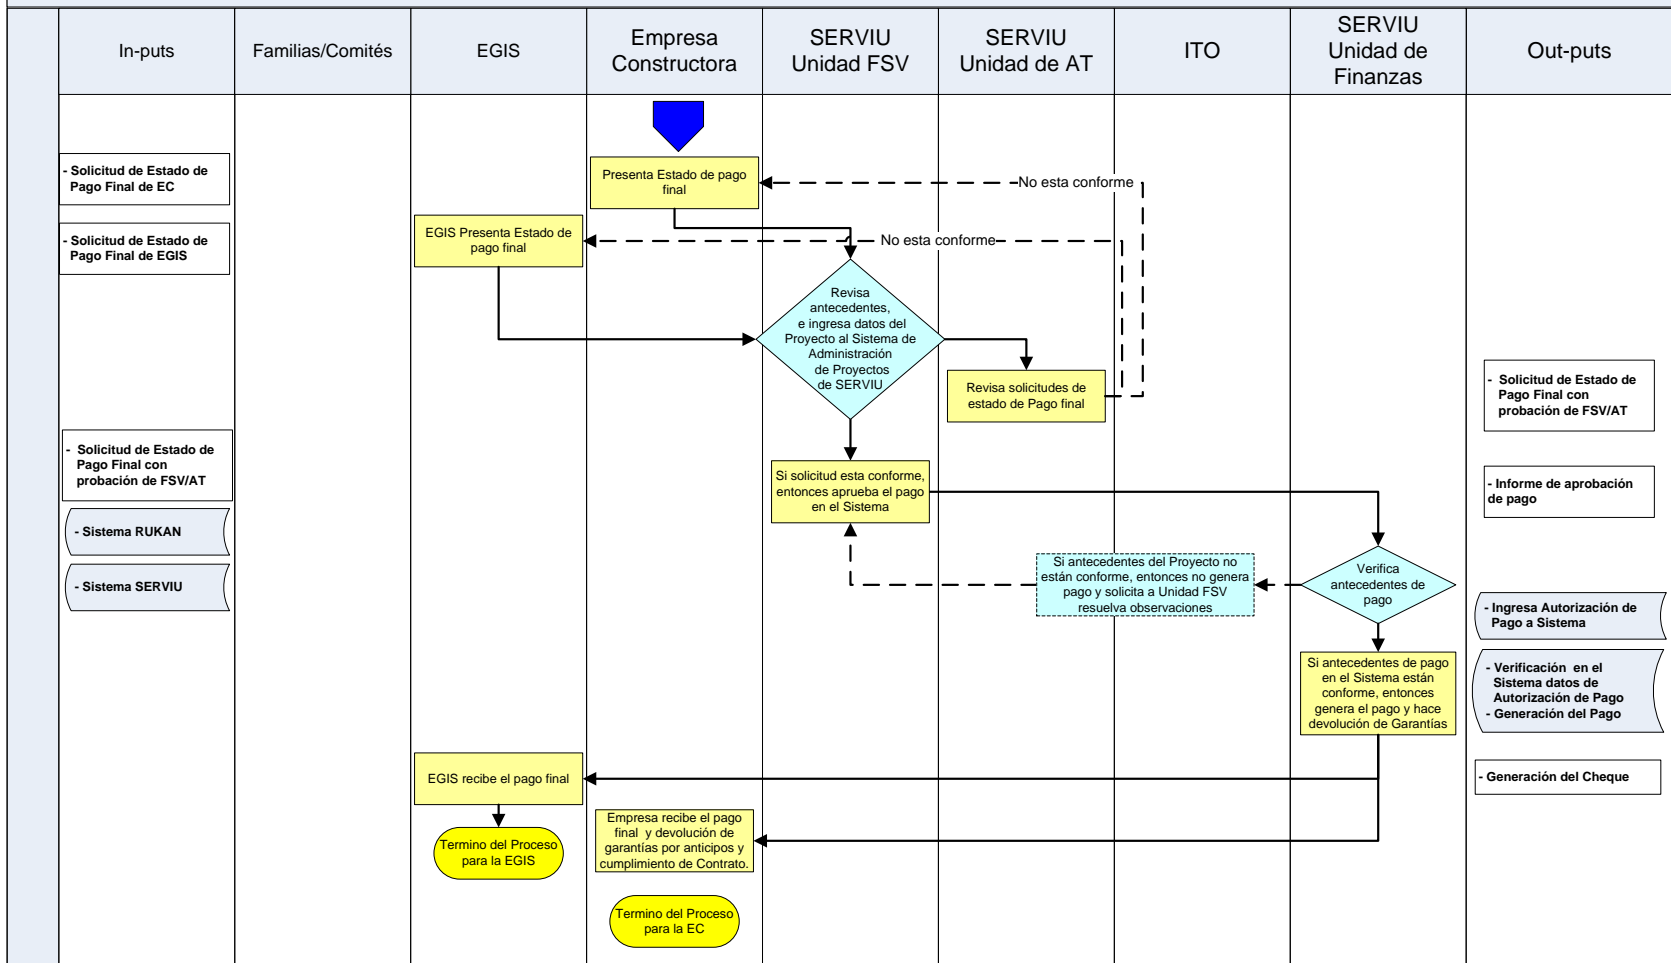 In-puts
Familias/Comités
EGIS
Empresa
Constructora
SERVIU
Unidad FSV
SERVIU
Unidad de AT
ITO
SERVIU
Unidad de
Finanzas
Out-puts
- Solicitud de Estado de
Pago Final de EC
Presenta Estado de pago
final
No esta conforme
- Solicitud de Estado de
Pago Final de EGIS
EGIS Presenta Estado de
pago final
No esta conforme
Revisa
antecedentes,
e ingresa datos del
Proyecto al Sistema de
Administración
de Proyectos
de SERVIU
Revisa solicitudes de
estado de Pago final
- Solicitud de Estado de
Pago Final con
probación de FSV/AT
- Solicitud de Estado de
Pago Final con
probación de FSV/AT
Si solicitud esta conforme,
entonces aprueba el pago
en el Sistema
- Informe de aprobación
de pago
- Sistema RUKAN
- Sistema SERVIU
Si antecedentes del Proyecto no
están conforme, entonces no genera
pago y solicita a Unidad FSV
resuelva observaciones
Verifica
antecedentes de
pago
- Ingresa Autorización de
Pago a Sistema
Si antecedentes de pago
en el Sistema están
conforme, entonces
genera el pago y hace
devolución de Garantías
- Verificación en el
Sistema datos de
Autorización de Pago
- Generación del Pago
EGIS recibe el pago final
- Generación del Cheque
Empresa recibe el pago
final y devolución de
garantías por anticipos y
cumplimiento de Contrato.
Termino del Proceso
para la EGIS
Termino del Proceso
para la EC